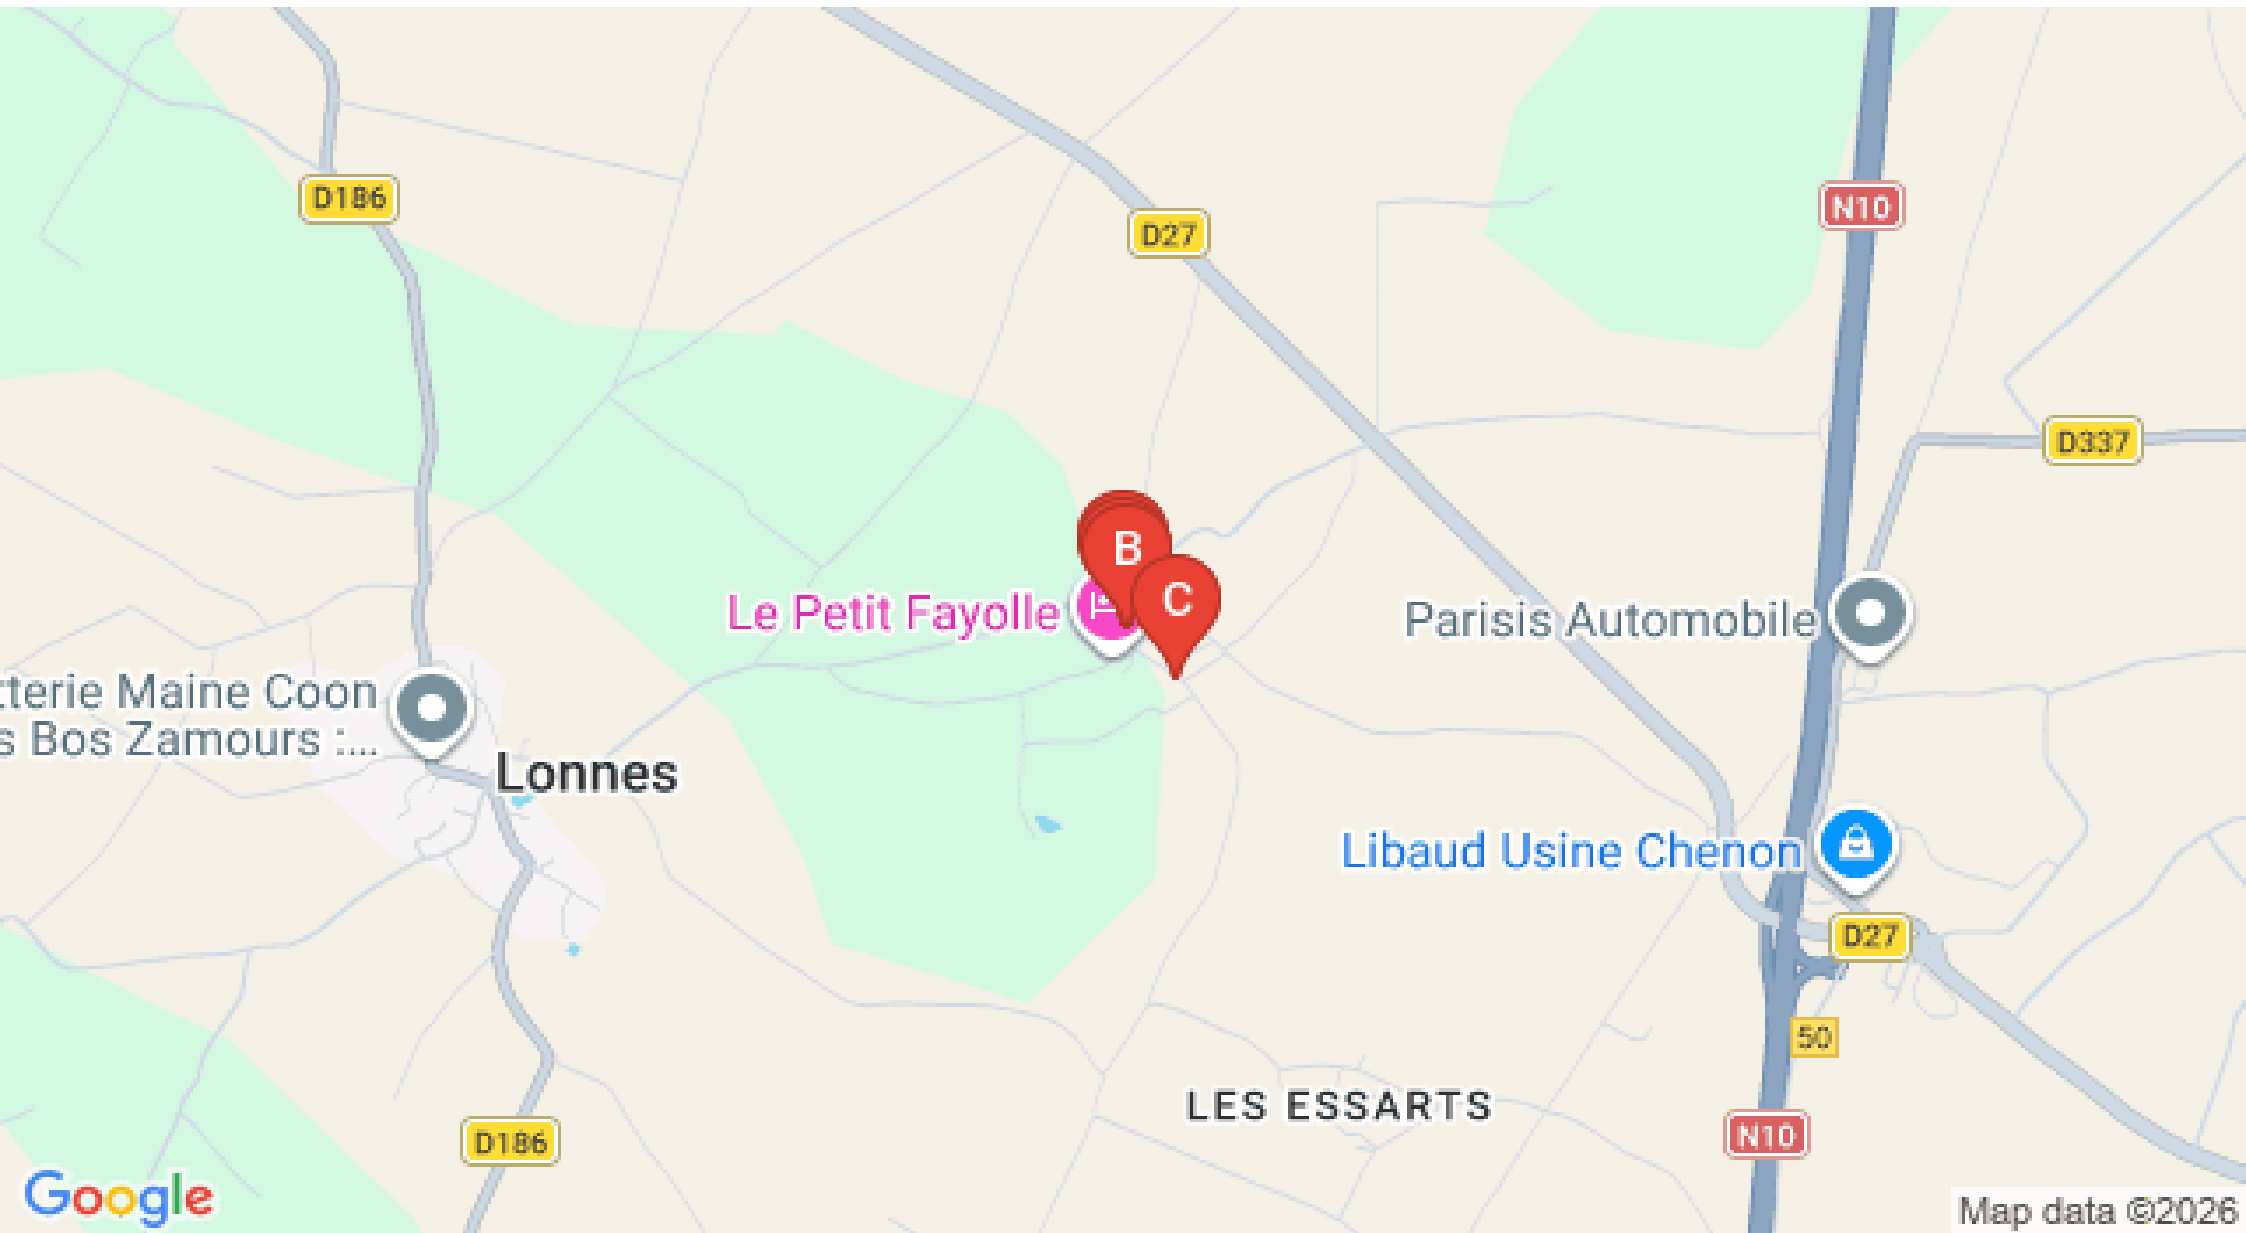 D186
N10
D27
D337
B
C
Le Petit Fayolle
Parisis Automobile
tterie Maine Coon
s Bos Zamours :...
Lonnes
Libaud Usine Chenon
D27
50
LES ESSARTS
D186
N10
Google
Map data ©2026